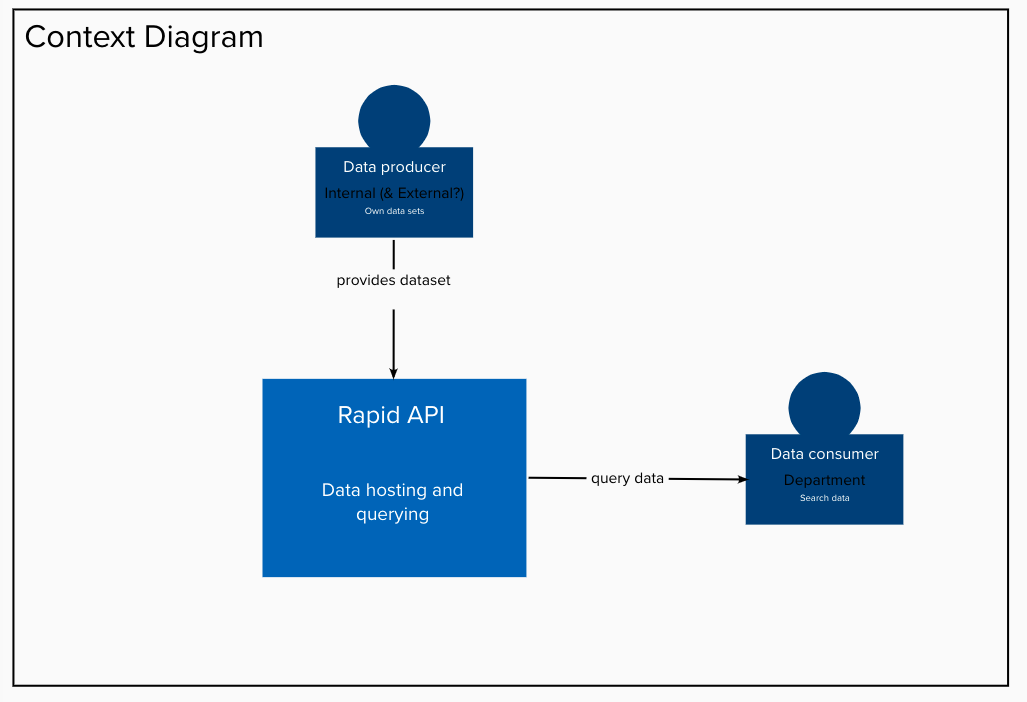 Context Diagram
Data producer
Internal (& External?)
Own data sets
provides dataset
Rapid API
Data hosting and
querying
query data
Data consumer
Department
Search data